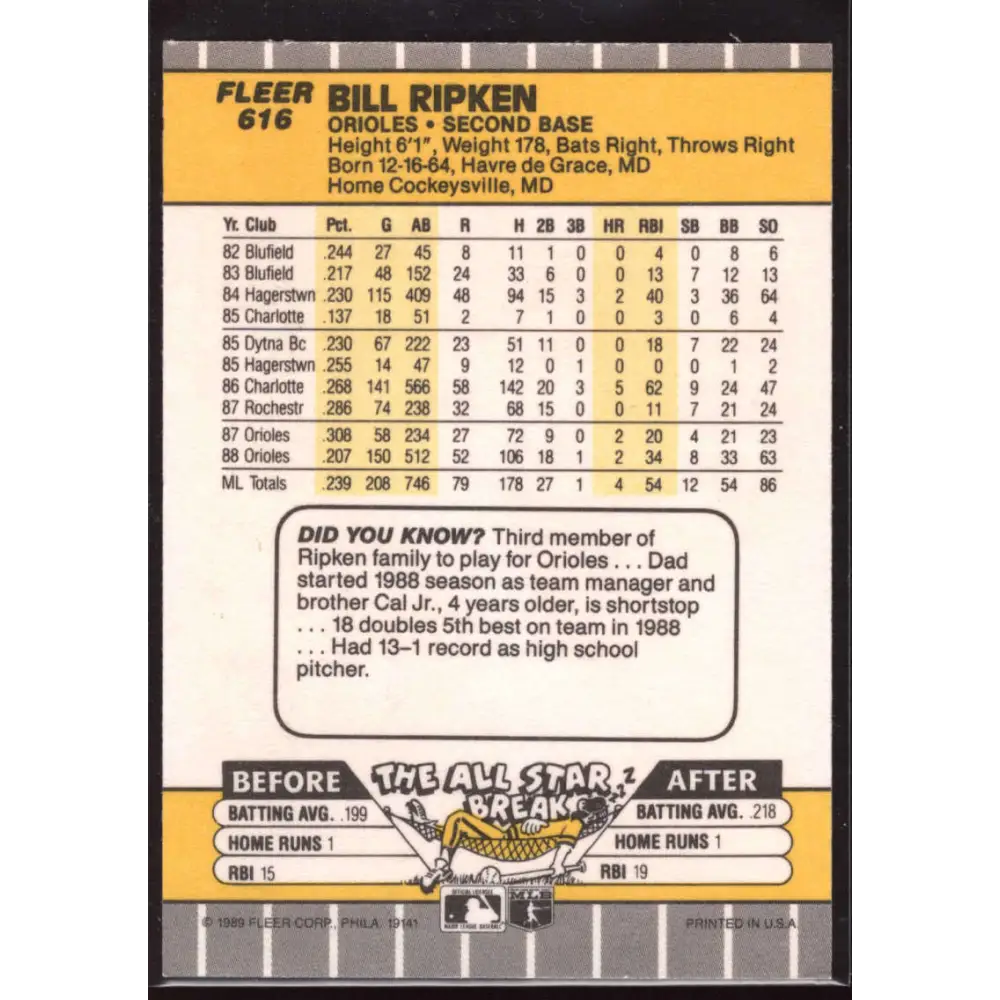 FLEER
616
BILL RIPKEN
ORIOLES • SECOND BASE
Height 6'1", Weight 178, Bats Right, Throws Right
Born 12-16-64, Havre de Grace, MD
Home Cockeysville, MD
Yr. Club Pct. G AB R H 2B 3B HR RBI SB BB SO
82 Blufield .244 27 45 8 11 1 0 0 4 0 8 6
83 Blufield .217 48 152 24 33 6 0 0 13 7 12 13
84 Hagerstwn .230 115 409 48 94 15 3 2 40 3 36 64
85 Charlotte .137 18 51 2 7 1 0 0 3 0 6 4
85 Dytna Bc .230 67 222 23 51 11 0 0 18 7 22 24
85 Hagerstwn .255 14 47 9 12 0 1 0 0 0 1 2
86 Charlotte .268 141 566 58 142 20 3 5 62 9 24 47
87 Rochestr .286 74 238 32 68 15 0 0 11 7 21 24
87 Orioles .308 58 234 27 72 9 0 2 20 4 21 23
88 Orioles .207 150 512 52 106 18 1 2 34 8 33 63
ML Totals .239 208 746 79 178 27 1 4 54 12 54 86
DID YOU KNOW? Third member of
Ripken family to play for Orioles . . . Dad
started 1988 season as team manager and
brother Cal Jr., 4 years older, is shortstop
. . . 18 doubles 5th best on team in 1988
. . . Had 13–1 record as high school
pitcher.
BEFORE THE ALL STAR BREAK AFTER
BATTING AVG. .199
HOME RUNS 1
RBI 15
zzzZ
BATTING AVG. .218
HOME RUNS 1
RBI 19
OFFICIAL LICENSEE
MAJOR LEAGUE BASEBALL
MLB
© 1989 FLEER CORP., PHILA. 19141
PRINTED IN U.S.A.